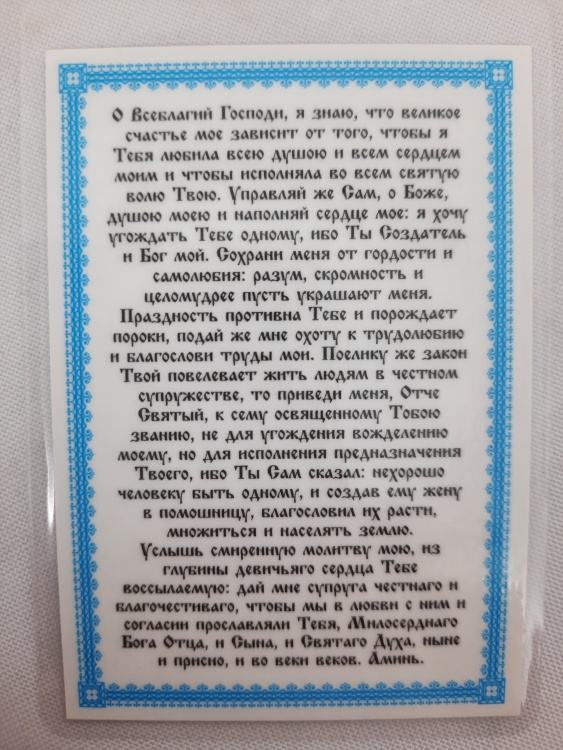 О Всеблагий Господи, я знаю, что великое
счастье мое зависит от того, чтобы я
Тебя любила всею душою и всем сердцем
моим и чтобы исполняла во всем святую
волю Твою. Управляй же Сам, о Боже,
душою моею и наполняй сердце мое: я хочу
угождать Тебе одному, ибо Ты Создатель
и Бог мой. Сохрани меня от гордости и
самолюбия: разум, скромность и
целомудрее пусть украшают меня.
Праздность противна Тебе и порождает
пороки, подай же мне охоту к трудолюбию
и благослови труды мои. Поелику же закон
Твой повелевает жить людям в честном
супружестве, то приведи меня, Отче
Святый, к сему освященному Тобою
званию, не для угождения вожделению
моему, но для исполнения предназначения
Твоего, ибо Ты Сам сказал: нехорошо
человеку быть одному, и создав ему жену
в помошницу, благословил их расти,
множиться и населять землю.
Услышь смиренную молитву мою, из
глубины девичьяго сердца Тебе
воссылаемую: дай мне супруга честнаго и
благочестиваго, чтобы мы в любви с ним и
согласии прославляли Тебя, Милосерднаго
Бога Отца, и Сына, и Святаго Духа, ныне
и присно, и во веки веков. Аминь.